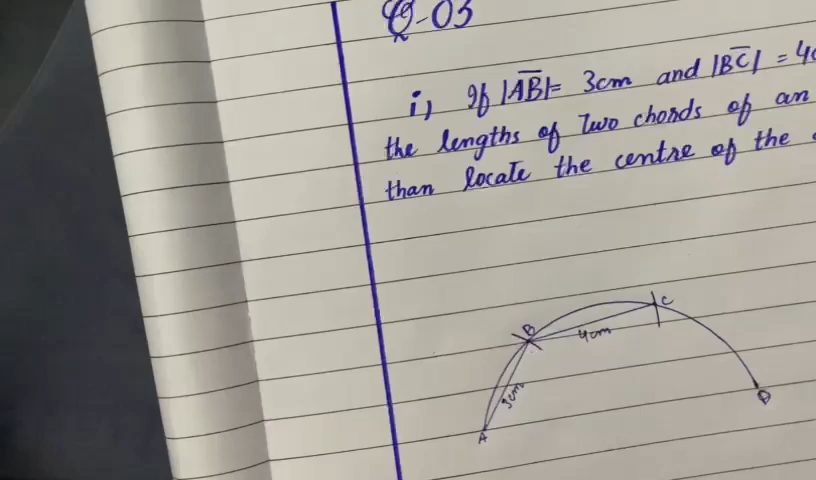 Q-03
i) If |AB|= 3cm and |BC| = 4
the lengths of two chords of an
than locate the centre of the
B
C
4cm
3cm
A
D